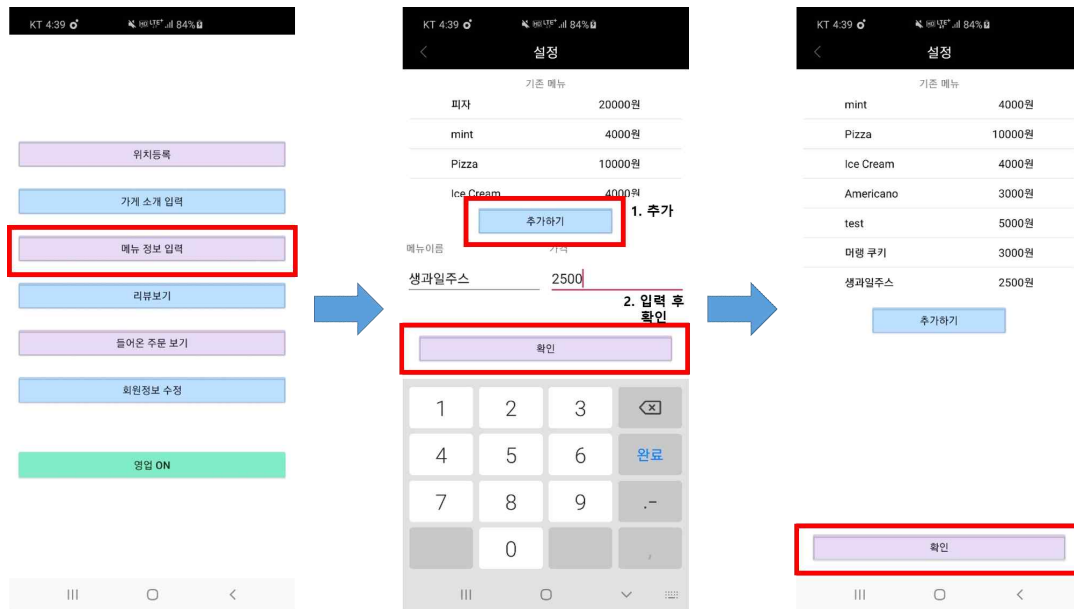 KT 4:39 84%
위치등록
가게 소개 입력
메뉴 정보 입력
리뷰보기
들어온 주문 보기
회원정보 수정
영업 ON
KT 4:39 84%
설정
기존 메뉴
피자 20000원
mint 4000원
Pizza 10000원
Ice Cream 4000원
추가하기
1. 추가
메뉴이름 가격
생과일주스 2500
2. 입력 후
확인
확인
1 2 3
4 5 6 완료
7 8 9 .-
0 ,
KT 4:39 84%
설정
기존 메뉴
mint 4000원
Pizza 10000원
Ice Cream 4000원
Americano 3000원
test 5000원
머랭 쿠키 3000원
생과일주스 2500원
추가하기
확인